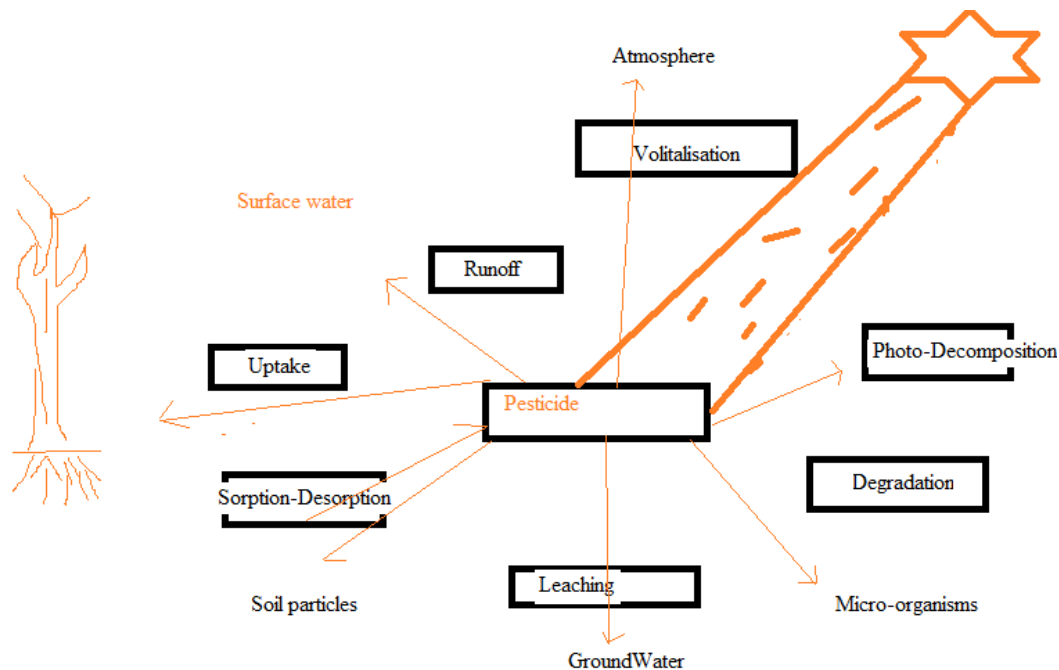 Atmosphere
Volitalisation
Surface water
Runoff
Photo-Decomposition
Uptake
Pesticide
Degradation
Sorption-Desorption
Leaching
Soil particles
Micro-organisms
GroundWater